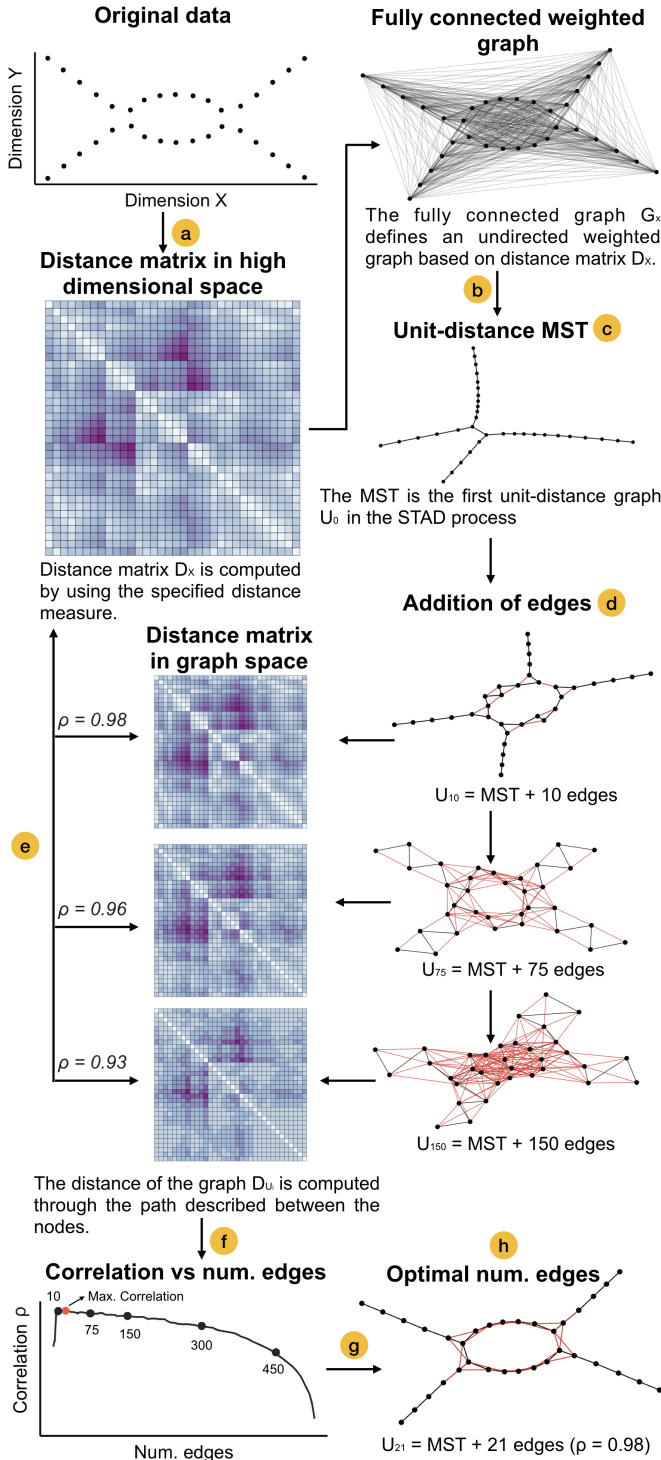 Original data
Dimension Y
Dimension X
a
Distance matrix in high
dimensional space
Distance matrix Dx is computed
by using the specified distance
measure.
Fully connected weighted
graph
The fully connected graph Gx
defines an undirected weighted
graph based on distance matrix Dx.
b
Unit-distance MST c
The MST is the first unit-distance graph
U0 in the STAD process
Addition of edges d
U10 = MST + 10 edges
U75 = MST + 75 edges
U150 = MST + 150 edges
Distance matrix
in graph space
ρ = 0.98
e
ρ = 0.96
ρ = 0.93
The distance of the graph DUi is computed
through the path described between the
nodes.
f
Correlation vs num. edges
10
Max. Correlation
75
150
300
450
Correlation ρ
Num. edges
g
h
Optimal num. edges
U21 = MST + 21 edges (ρ = 0.98)